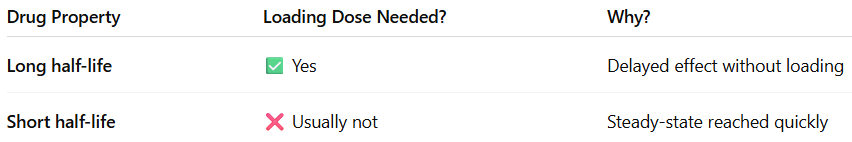 Drug Property Loading Dose Needed? Why?
Long half-life ✅ Yes Delayed effect without loading
Short half-life ❌ Usually not Steady-state reached quickly